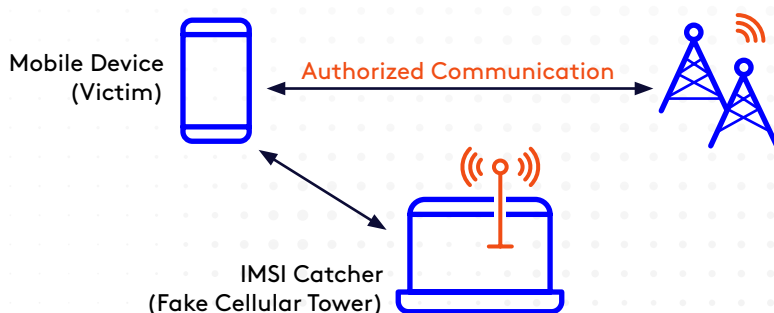 Mobile Device
(Victim)
Authorized Communication
IMSI Catcher
(Fake Cellular Tower)